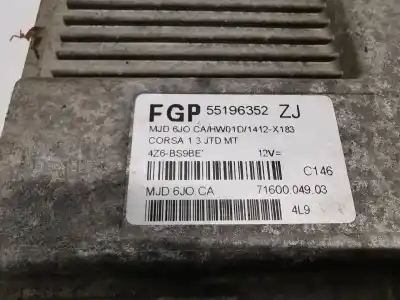 FGP 55196352 ZJ
MJD 6JO.CA/HW01D/1412-X183
CORSA 1.3 JTD MT
4Z6-BS9BE' 12V=
C146
MJD 6JO.CA 71600.049.03
4L9